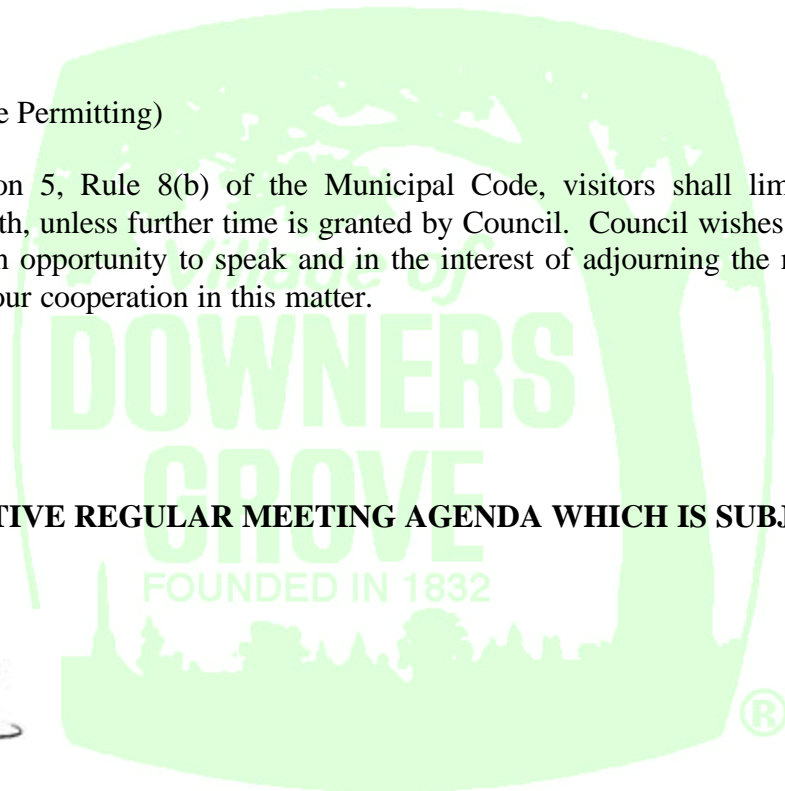 e Permitting)
on 5, Rule 8(b) of the Municipal Code, visitors shall lim
th, unless further time is granted by Council. Council wishes
n opportunity to speak and in the interest of adjourning the
our cooperation in this matter.
Village of
DOWNERS
GROVE
TIVE REGULAR MEETING AGENDA WHICH IS SUBJ
FOUNDED IN 1832
®